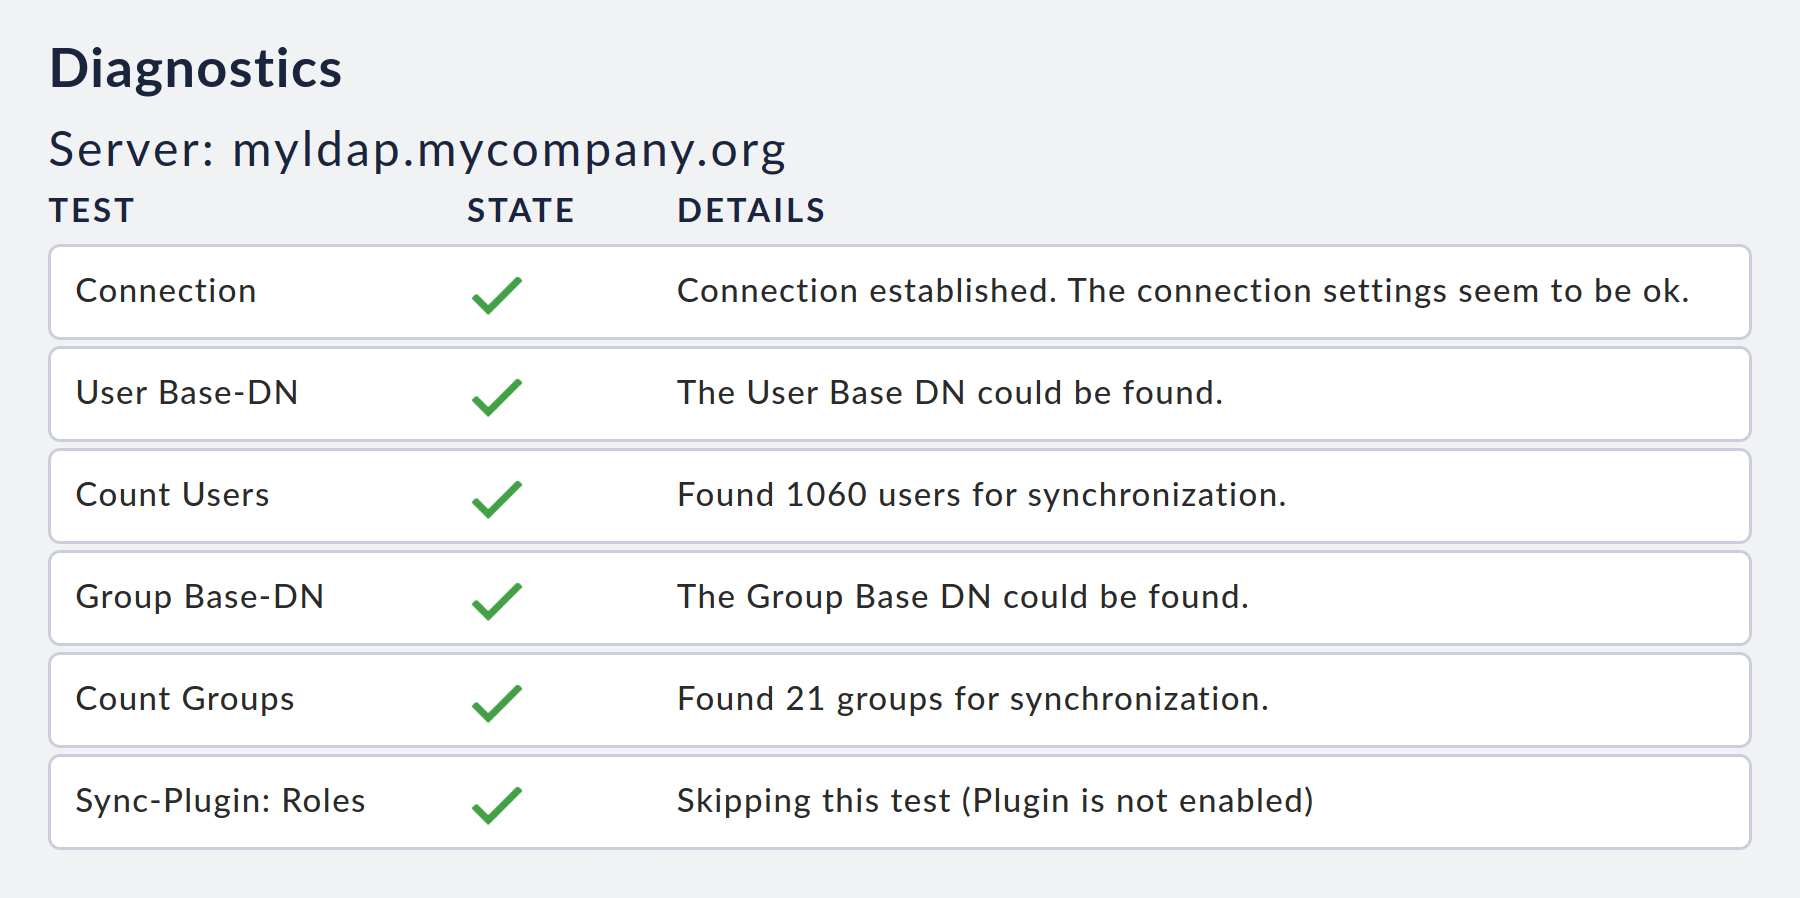 Diagnostics
Server: myldap.mycompany.org
TEST STATE DETAILS
Connection Connection established. The connection settings seem to be ok.
User Base-DN The User Base DN could be found.
Count Users Found 1060 users for synchronization.
Group Base-DN The Group Base DN could be found.
Count Groups Found 21 groups for synchronization.
Sync-Plugin: Roles Skipping this test (Plugin is not enabled)